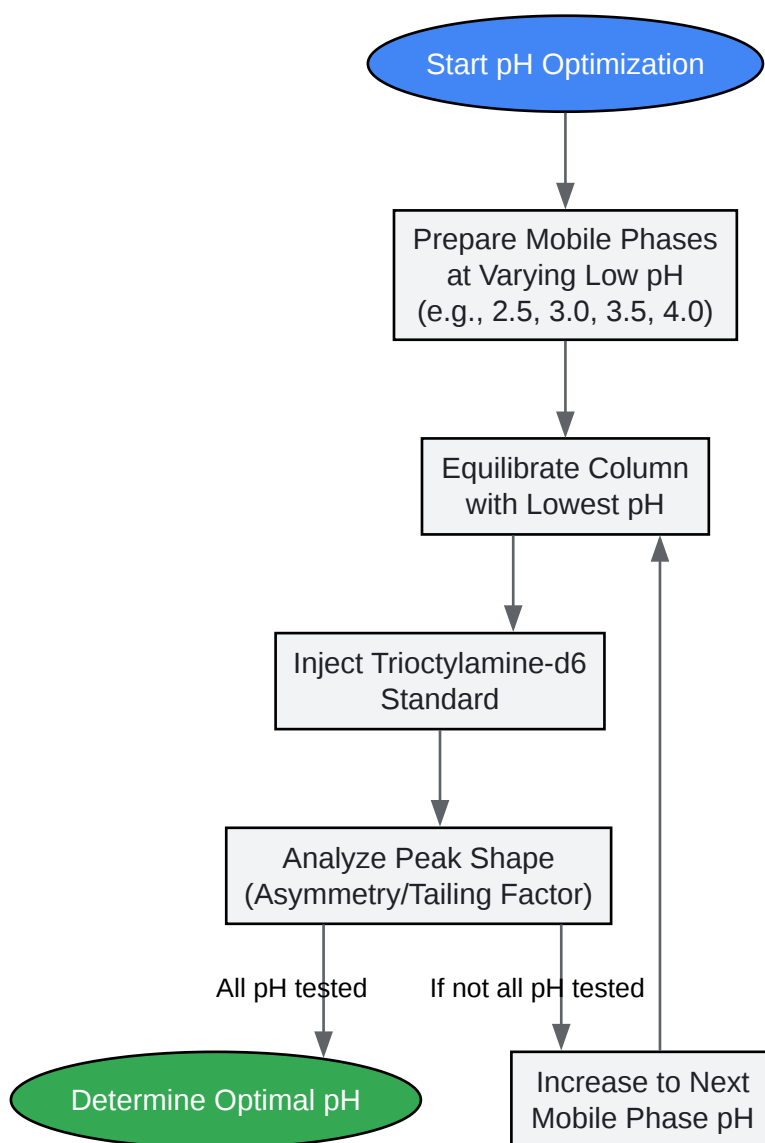 Start pH Optimization
Prepare Mobile Phases
at Varying Low pH
(e.g., 2.5, 3.0, 3.5, 4.0)
Equilibrate Column
with Lowest pH
Inject Trioctylamine-d6
Standard
Analyze Peak Shape
(Asymmetry/Tailing Factor)
All pH tested
If not all pH tested
Determine Optimal pH
Increase to Next
Mobile Phase pH